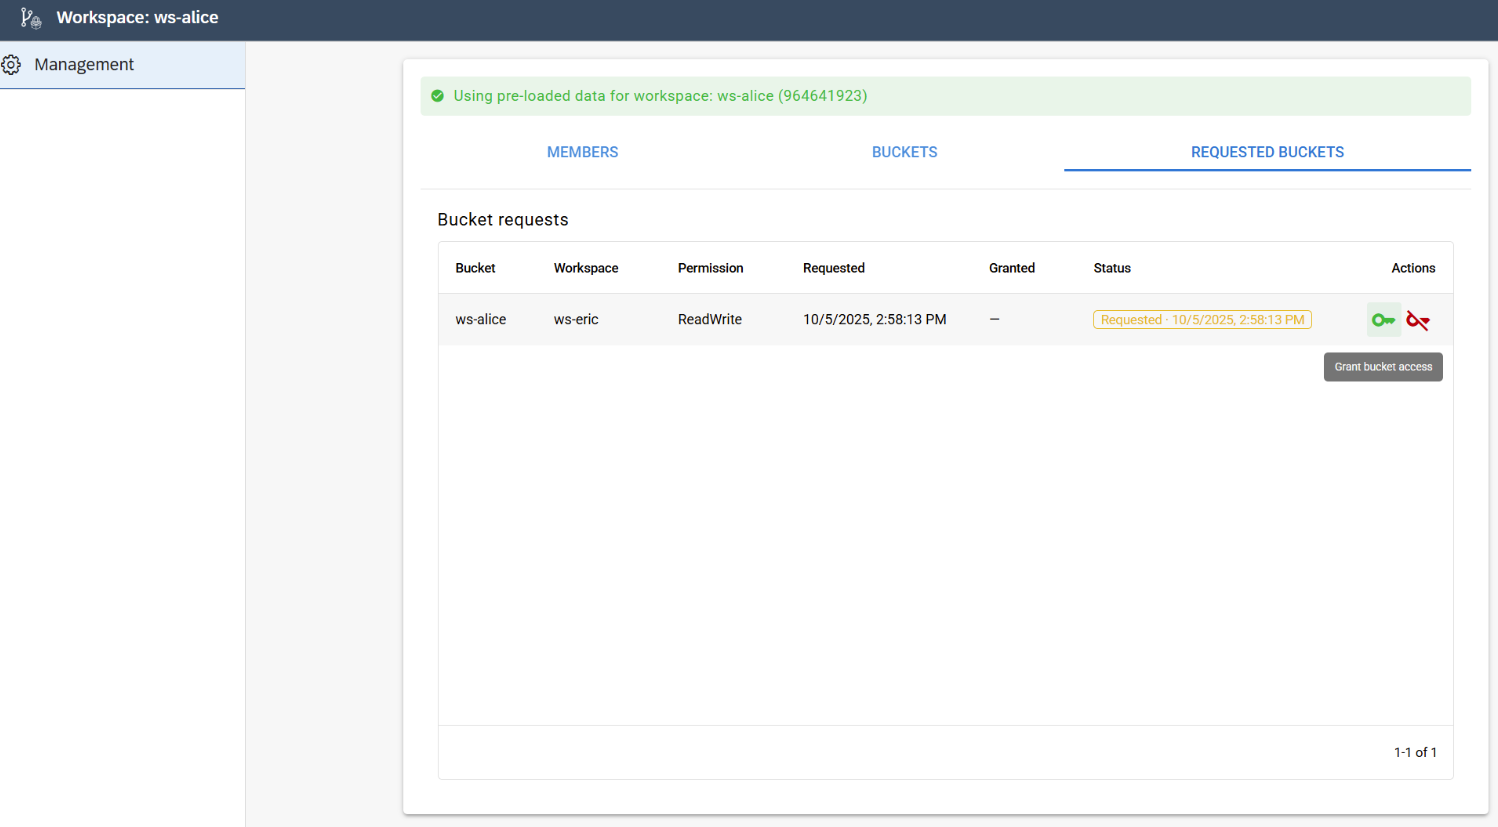 Workspace: ws-alice
Management
Using pre-loaded data for workspace: ws-alice (964641923)
MEMBERS BUCKETS REQUESTED BUCKETS
Bucket requests
Bucket Workspace Permission Requested Granted Status Actions
ws-alice ws-eric ReadWrite 10/5/2025, 2:58:13 PM — Requested · 10/5/2025, 2:58:13 PM
Grant bucket access
1-1 of 1